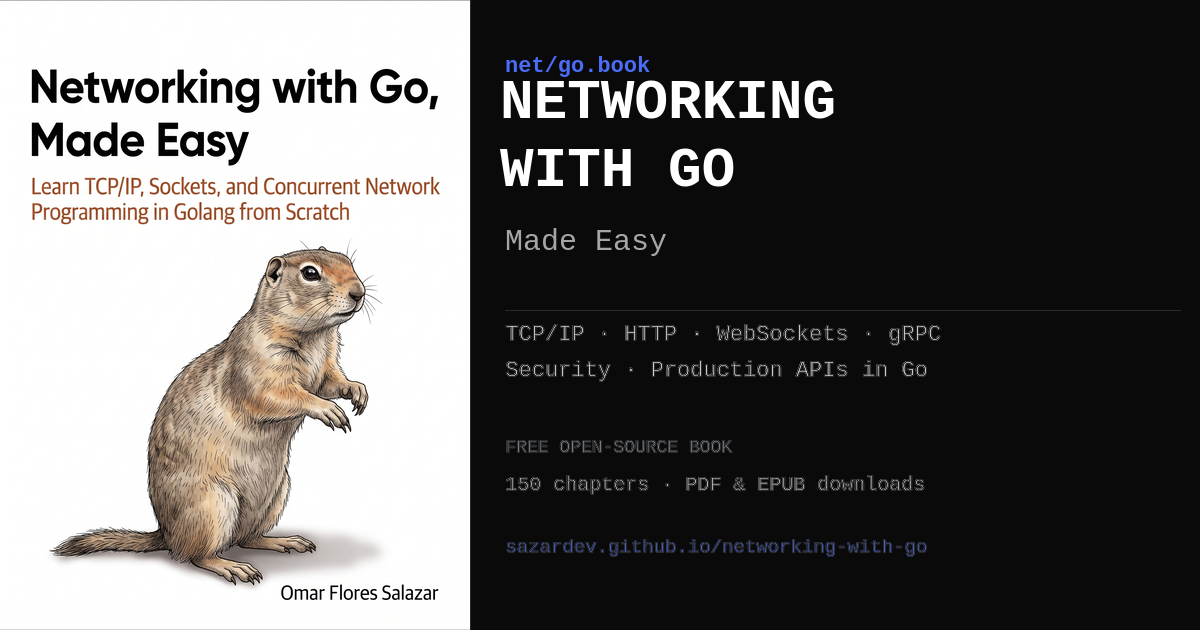 Networking with Go,
Made Easy
Learn TCP/IP, Sockets, and Concurrent Network
Programming in Golang from Scratch
Omar Flores Salazar
net/go.book
NETWORKING
WITH GO
Made Easy
TCP/IP · HTTP · WebSockets · gRPC
Security · Production APIs in Go
FREE OPEN-SOURCE BOOK
150 chapters · PDF & EPUB downloads
sazardev.github.io/networking-with-go